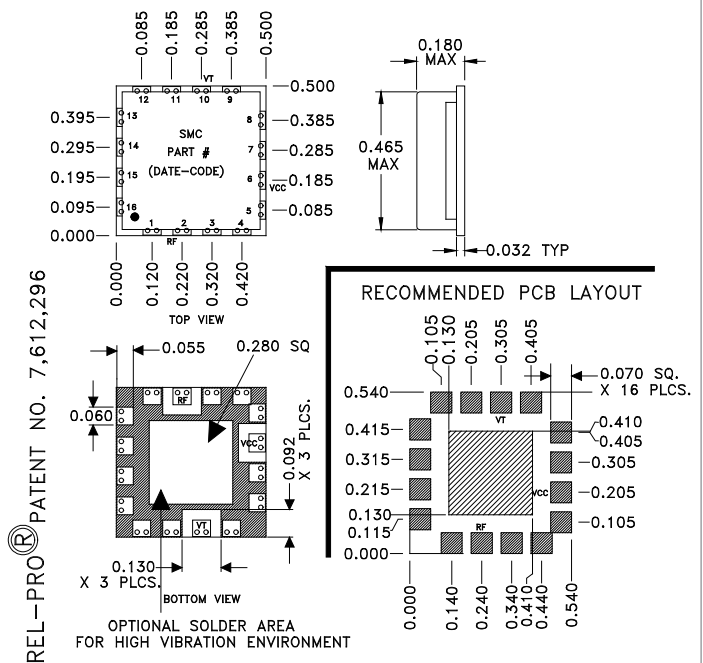 0.085
0.185
0.285
0.385
0.500
VT
12
11
10
9
0.500
0.395
13
8
0.385
SMC
0.295
14
PART #
7
0.285
(DATE-CODE)
0.195
15
6
VCC
0.185
0.095
16
5
0.085
1
2
3
4
0.000
RF
0.000
0.120
0.220
0.320
0.420
TOP VIEW
0.180
MAX
0.465
MAX
0.032 TYP
REL-PRO® PATENT NO. 7,612,296
0.055
0.280 SQ
0.060
RF
VCC
VT
0.092
X 3 PLCS.
0.130
X 3 PLCS.
BOTTOM VIEW
OPTIONAL SOLDER AREA
FOR HIGH VIBRATION ENVIRONMENT
RECOMMENDED PCB LAYOUT
0.105
0.130
0.205
0.305
0.405
0.070 SQ.
X 16 PLCS.
0.540
VT
0.415
0.410
0.405
0.315
0.305
0.215
VCC
0.205
0.130
0.115
RF
0.105
0.000
0.000
0.140
0.240
0.340
0.410
0.440
0.540